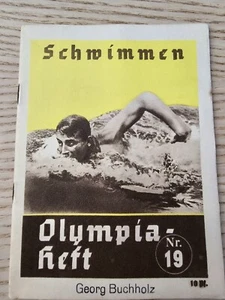 Schwimmen
Olympia-
Heft
Nr.
19
10 Pf.
Georg Buchholz